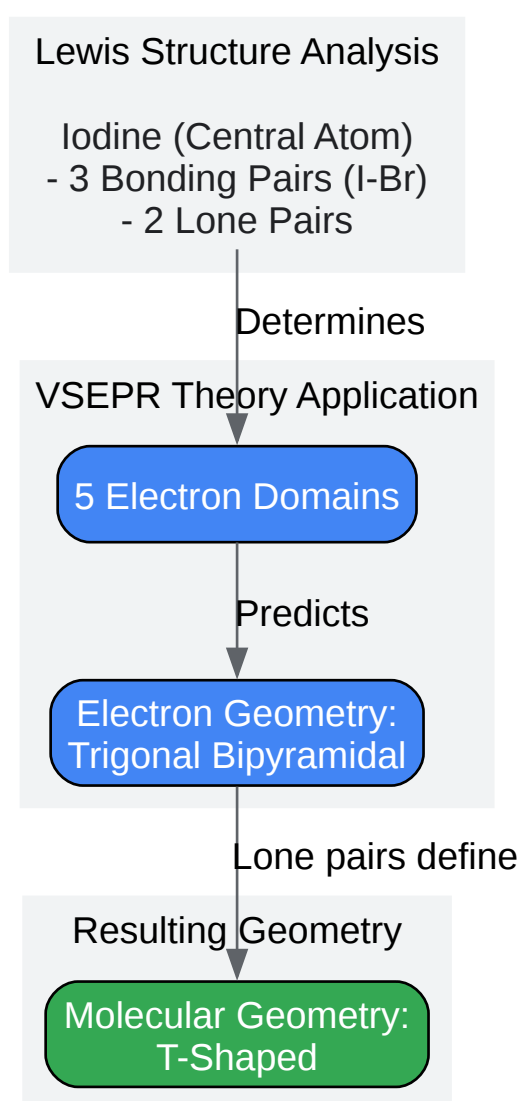 Lewis Structure Analysis
Iodine (Central Atom)
- 3 Bonding Pairs (I-Br)
- 2 Lone Pairs
Determines
VSEPR Theory Application
5 Electron Domains
Predicts
Electron Geometry:
Trigonal Bipyramidal
Lone pairs define
Resulting Geometry
Molecular Geometry:
T-Shaped